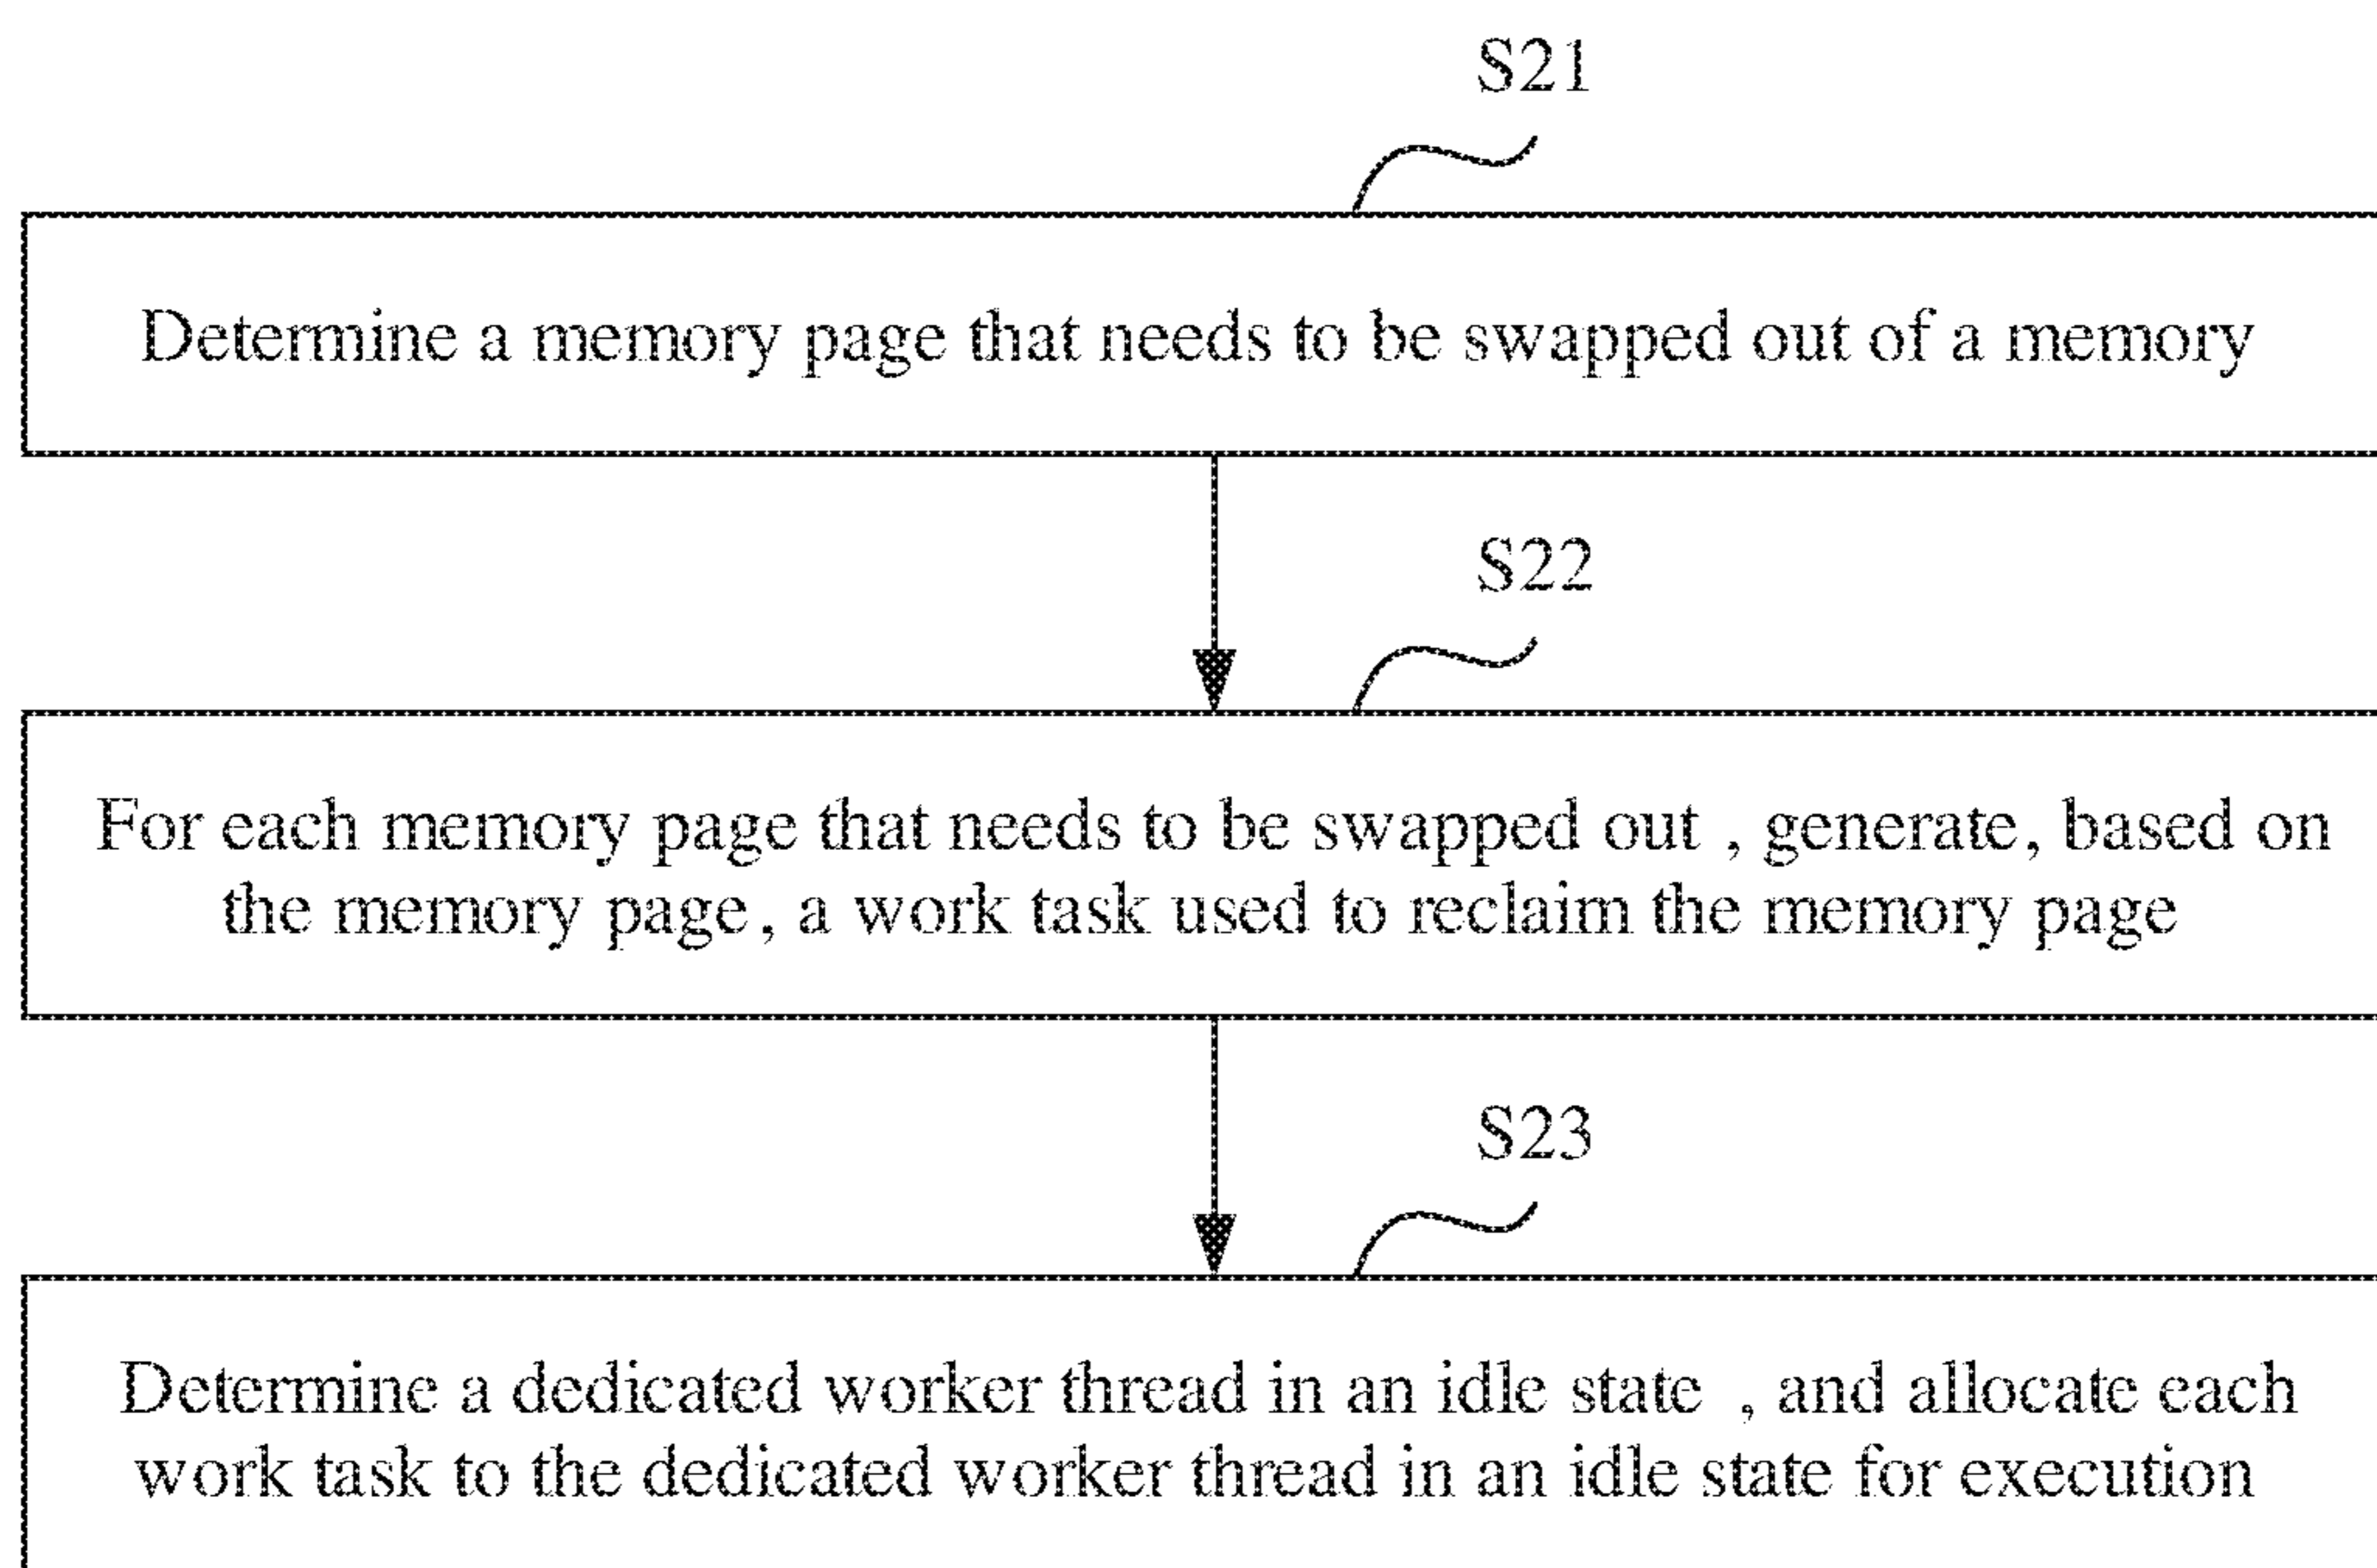 S21
Determine a memory page that needs to be swapped out of a memory
S22
For each memory page that needs to be swapped out , generate, based on
the memory page, a work task used to reclaim the memory page
S23
Determine a dedicated worker thread in an idle state , and allocate each
work task to the dedicated worker thread in an idle state for execution